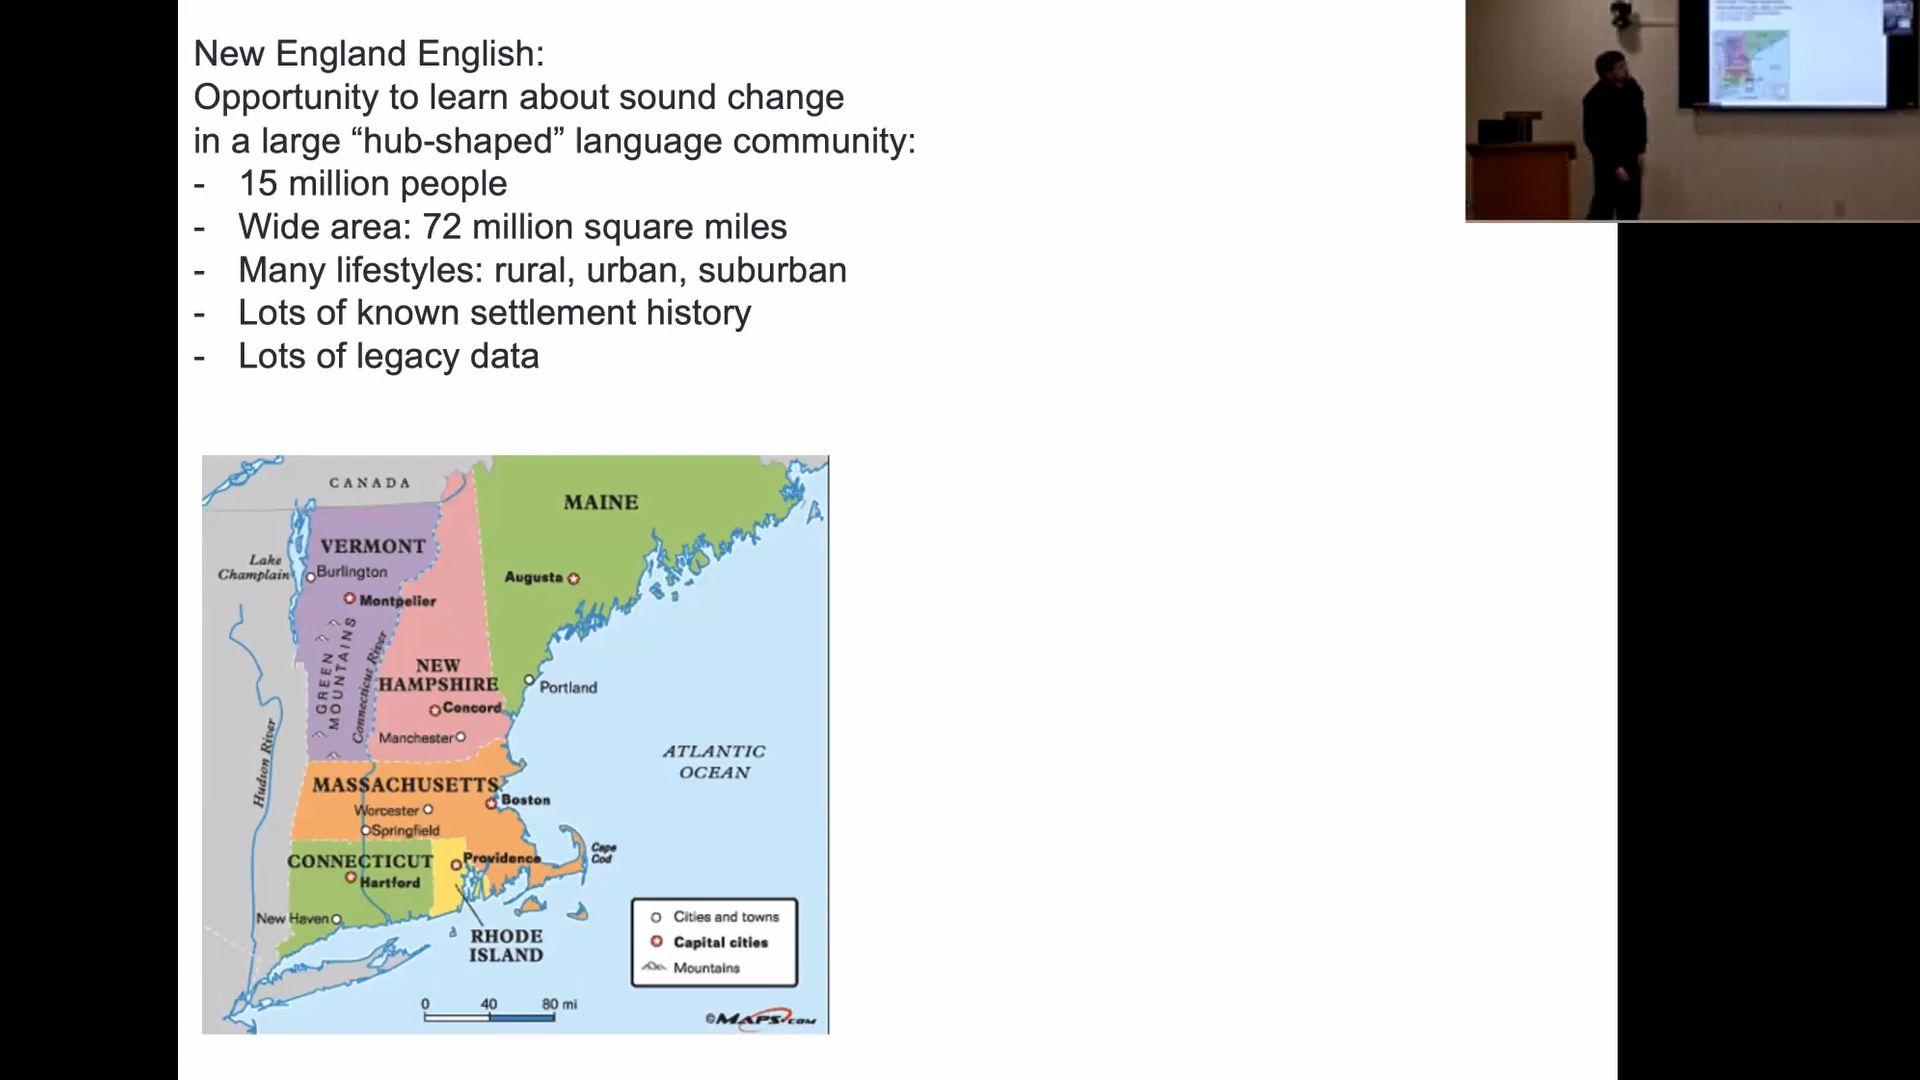 New England English:
Opportunity to learn about sound change
in a large “hub-shaped” language community:
- 15 million people
- Wide area: 72 million square miles
- Many lifestyles: rural, urban, suburban
- Lots of known settlement history
- Lots of legacy data
CANADA
MAINE
VERMONT
Lake
Champlain
Burlington
Augusta
Montpelier
GREEN
MOUNTAINS
Connecticut River
NEW
HAMPSHIRE
Portland
Concord
Manchester
Hudson River
ATLANTIC
OCEAN
MASSACHUSETTS
Boston
Worcester
Springfield
Cape
Cod
CONNECTICUT
Providence
Hartford
New Haven
RHODE
ISLAND
Cities and towns
Capital cities
Mountains
0 40 80 mi
©MAPS.COM